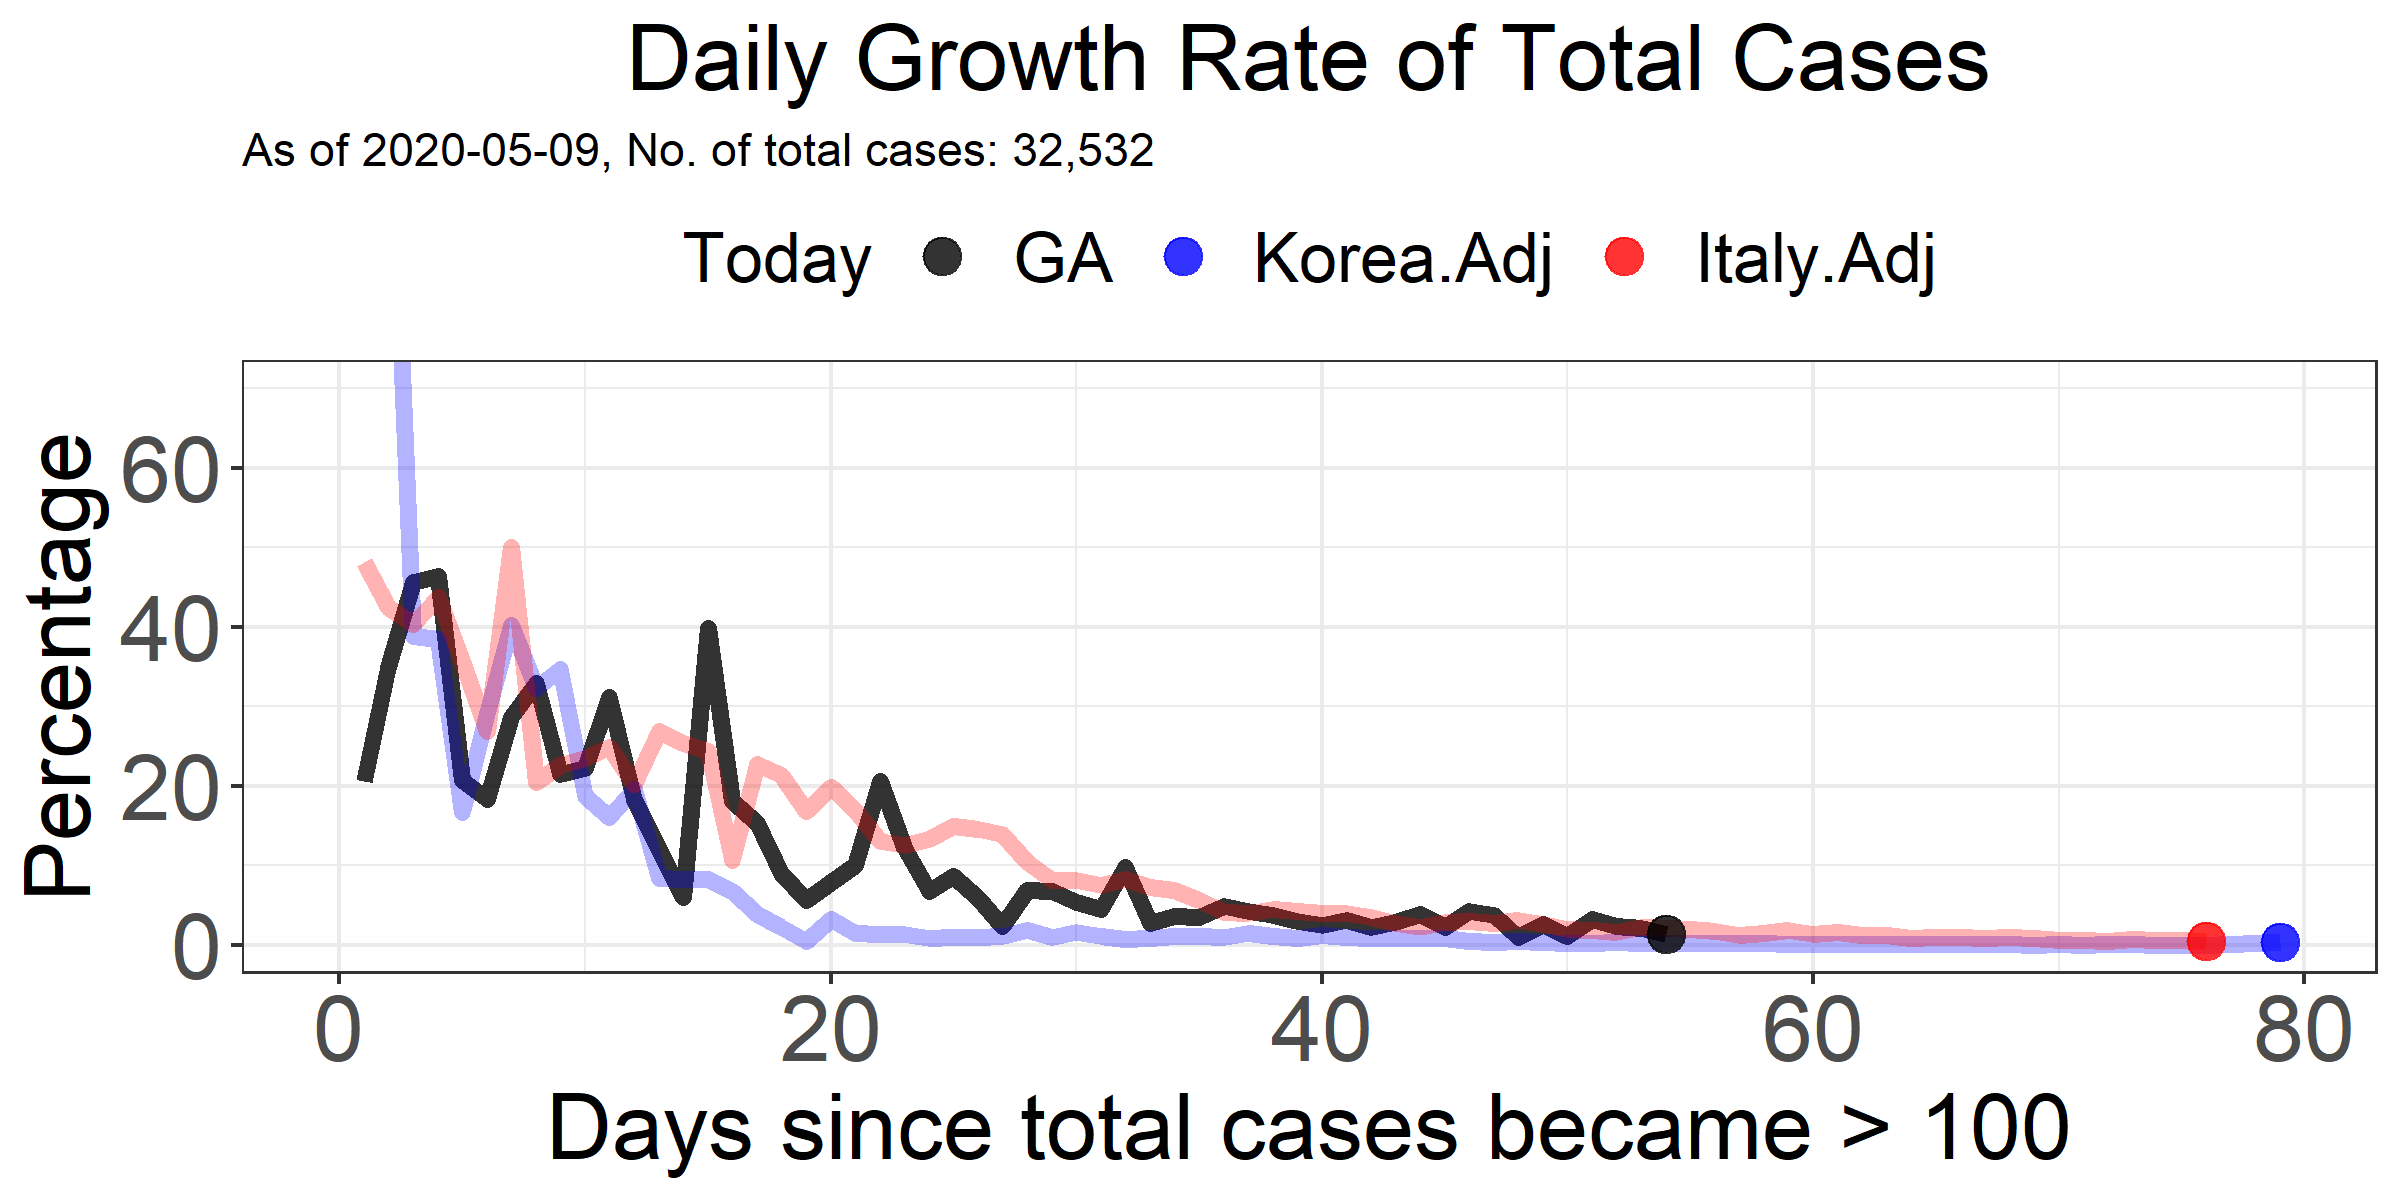 Daily Growth Rate of Total Cases
As of 2020-05-09, No. of total cases: 32,532
Today GA Korea.Adj Italy.Adj
Percentage
60
40
20
0
0 20 40 60 80
Days since total cases became > 100